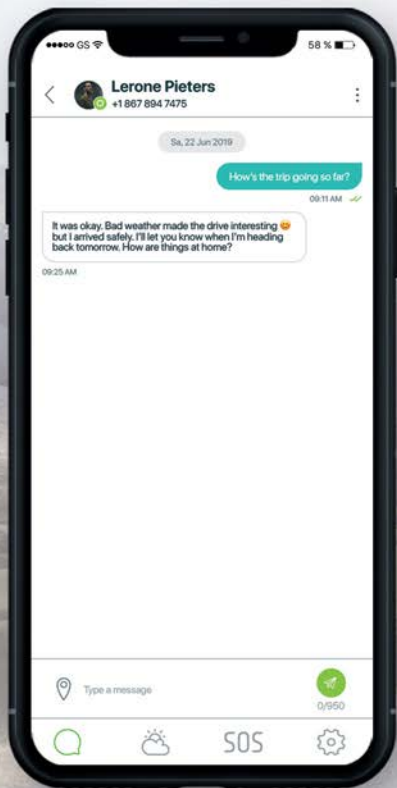 GS
58 %
Lerone Pieters
+1 867 894 7475
Sa, 22 Jun 2019
How's the trip going so far?
09:11 AM
It was okay. Bad weather made the drive interesting 😀
but I arrived safely. I'll let you know when I'm heading
back tomorrow. How are things at home?
09:25 AM
Type a message
0/950
SOS